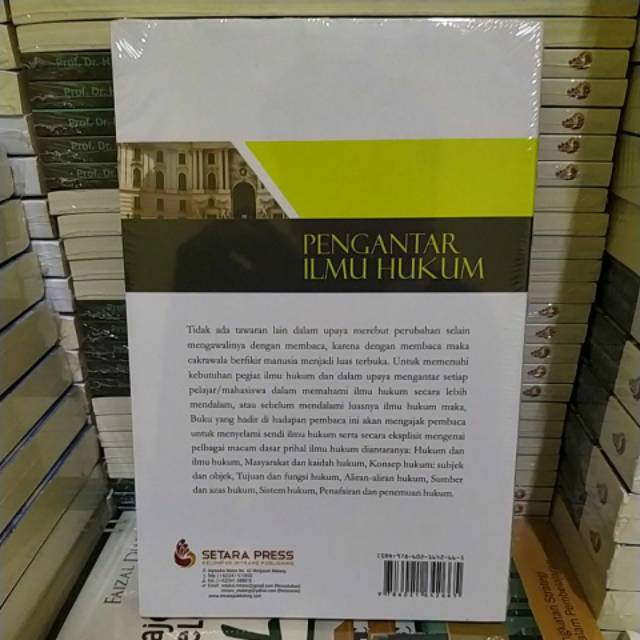 PENGANTAR
ILMU HUKUM
Tidak ada tawaran lain dalam upaya merebut perubahan selain
mengawalinya dengan membaca, karena dengan membaca maka
cakrawala berfikir manusia menjadi luas terbuka. Untuk memenuhi
kebutuhan pegiat ilmu hukum dan dalam upaya mengantar setiap
pelajar/mahasiswa dalam memahami ilmu hukum secara lebih
mendalam, atau sebelum mendalami luasnya ilmu hukum maka,
Buku yang hadir di hadapan pembaca ini akan mengajak pembaca
untuk menyelami sendi ilmu hukum serta secara eksplisit mengenai
pelbagai macam dasar prihal ilmu hukum diantaranya: Hukum dan
ilmu hukum, Masyarakat dan kaidah hukum, Konsep hukum: subjek
dan objek, Tujuan dan fungsi hukum, Aliran-aliran hukum, Sumber
dan azas hukum, Sistem hukum, Penafsiran dan penemuan hukum.
SETARA PRESS
KELOMPOK INTRANS PUBLISHING
Prof. Dr. H
Prof. Dr.
Prof. Dr.
Prof. Dr.
FAIZAL